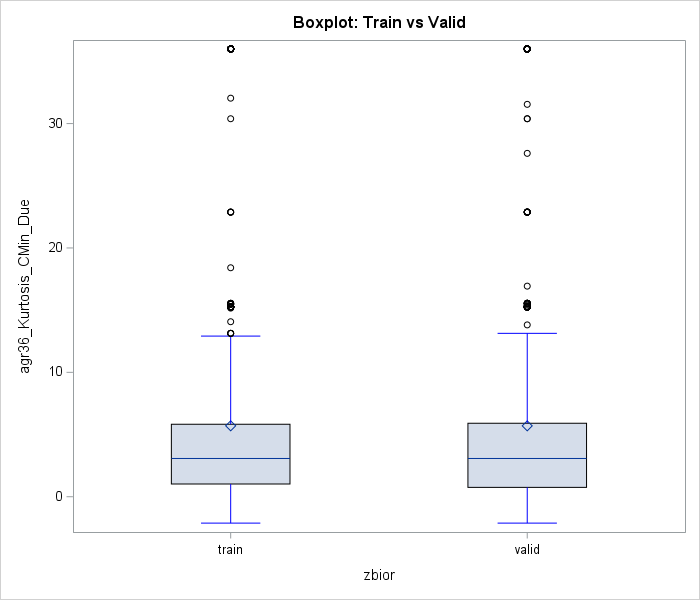 Boxplot: Train vs Valid
agr36_Kurtosis_CMin_Due
30
20
10
0
train
valid
zbior